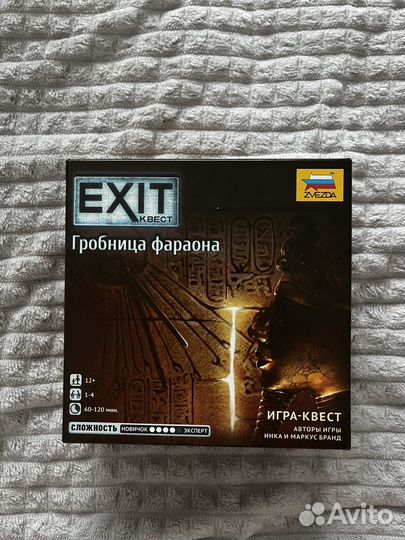 EXIT
КВЕСТ
ZVEZDA
Гробница фараона
12+
1-4
60-120 мин.
ИГРА-КВЕСТ
АВТОРЫ ИГРЫ
ИНКА И МАРКУС БРАНД
СЛОЖНОСТЬ НОВИЧОК ЭКСПЕРТ
Avito